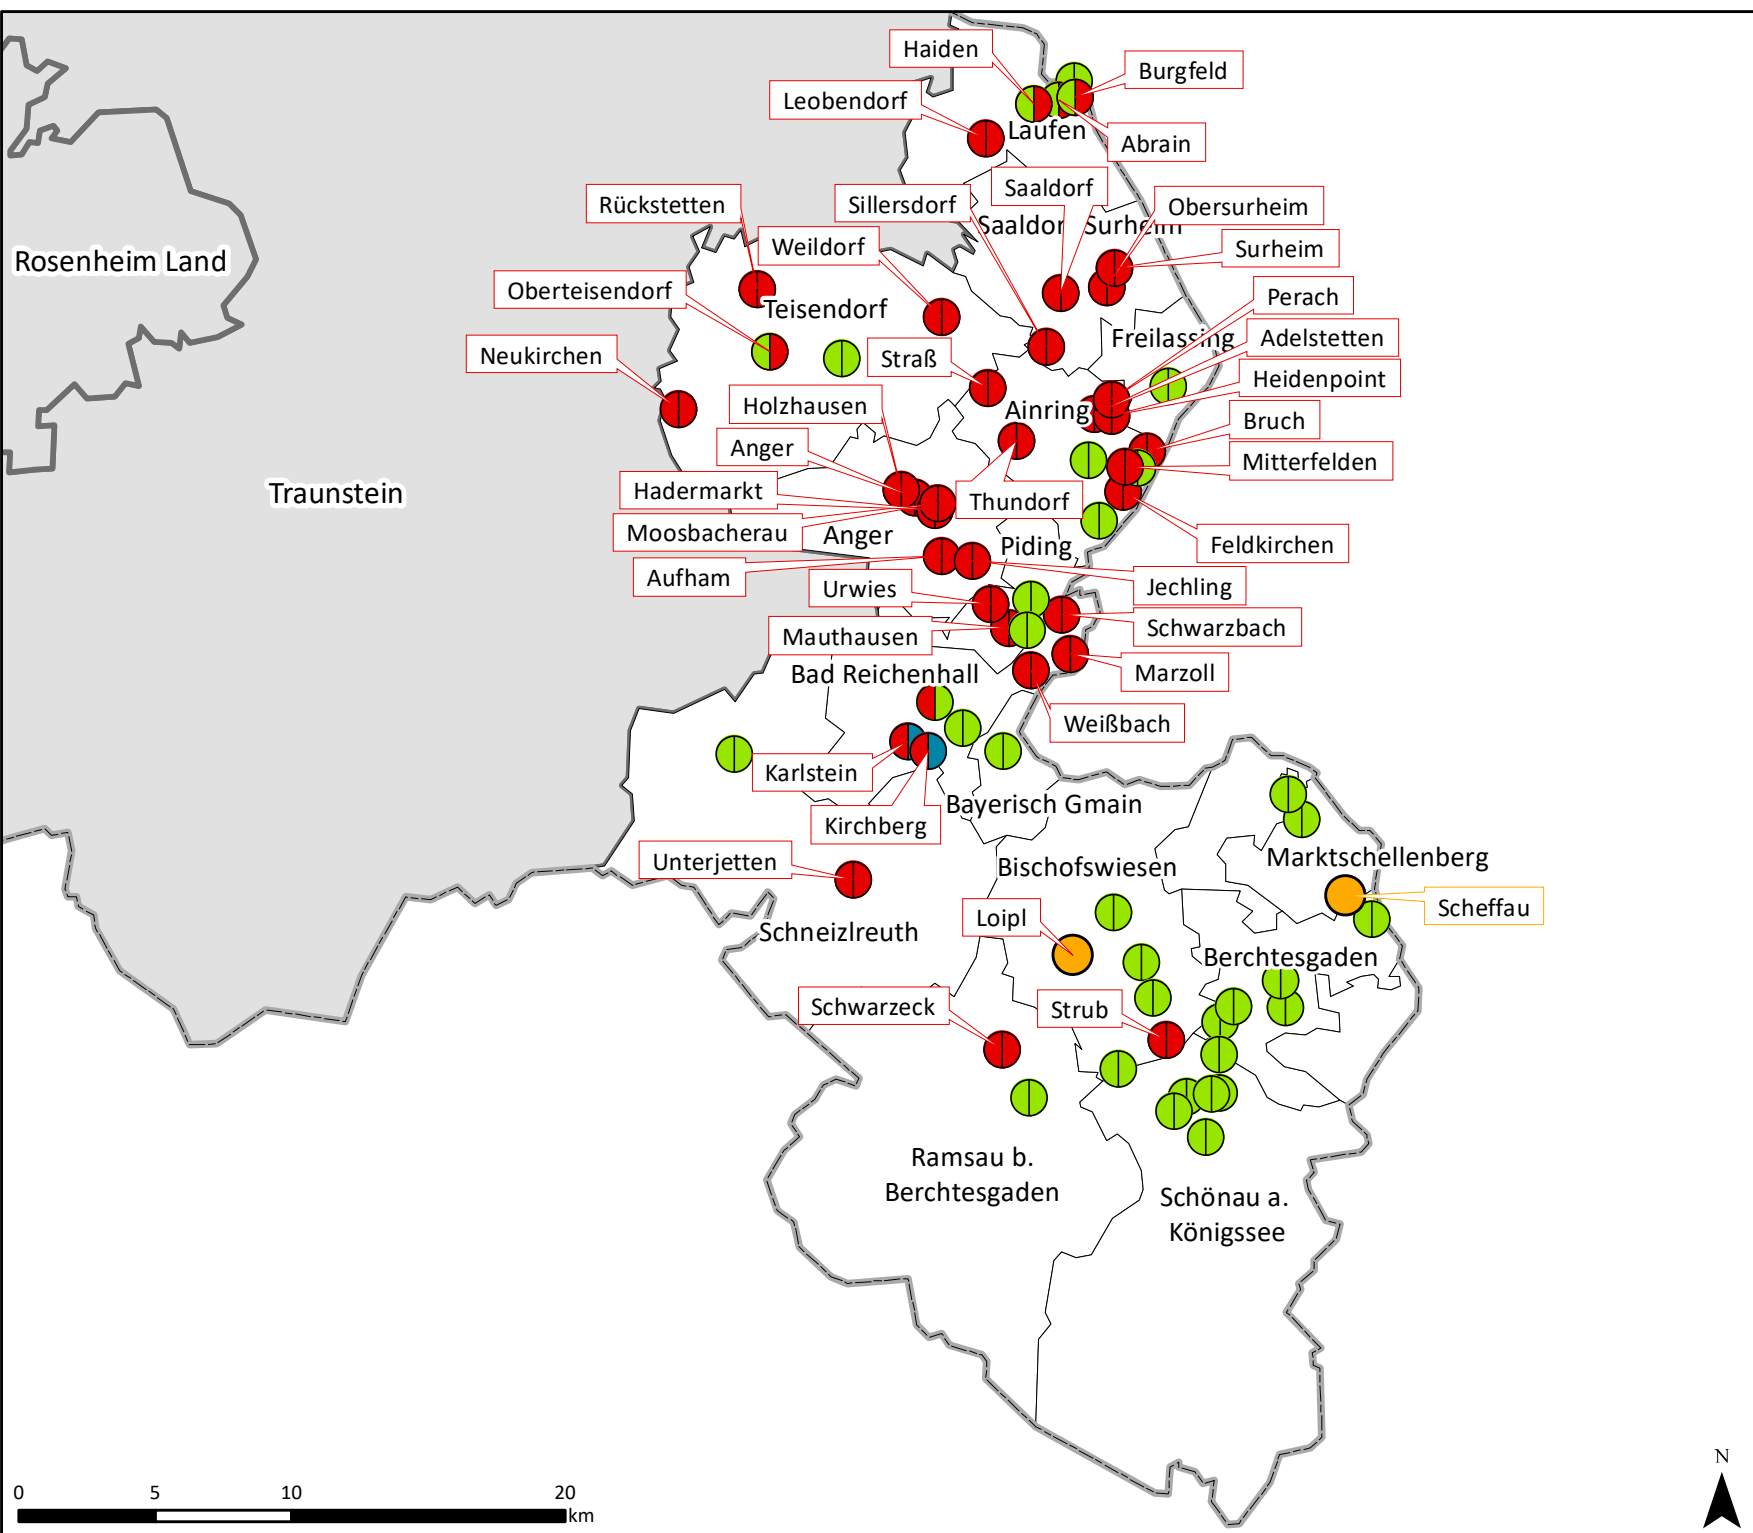 Haiden
Burgfeld
Leobendorf
Laufen
Abrain
Saaldorf
Rückstetten
Sillersdorf
Obersurheim
Saaldorf Surheim
Weildorf
Surheim
Rosenheim Land
Oberteisendorf
Perach
Teisendorf
Freilassing
Adelstetten
Neukirchen
Straß
Heidenpoint
Holzhausen
Ainring
Bruch
Anger
Mitterfelden
Traunstein
Hadermarkt
Thundorf
Moosbacherau
Anger
Piding
Feldkirchen
Aufham
Jechling
Urwies
Mauthausen
Schwarzbach
Bad Reichenhall
Marzoll
Weißbach
Karlstein
Bayerisch Gmain
Kirchberg
Unterjetten
Bischofswiesen
Marktschellenberg
Loipl
Scheffau
Schneizlreuth
Berchtesgaden
Schwarzeck
Strub
Ramsau b.
Berchtesgaden
Schönau a.
Königssee
N
0 5 10 20
km